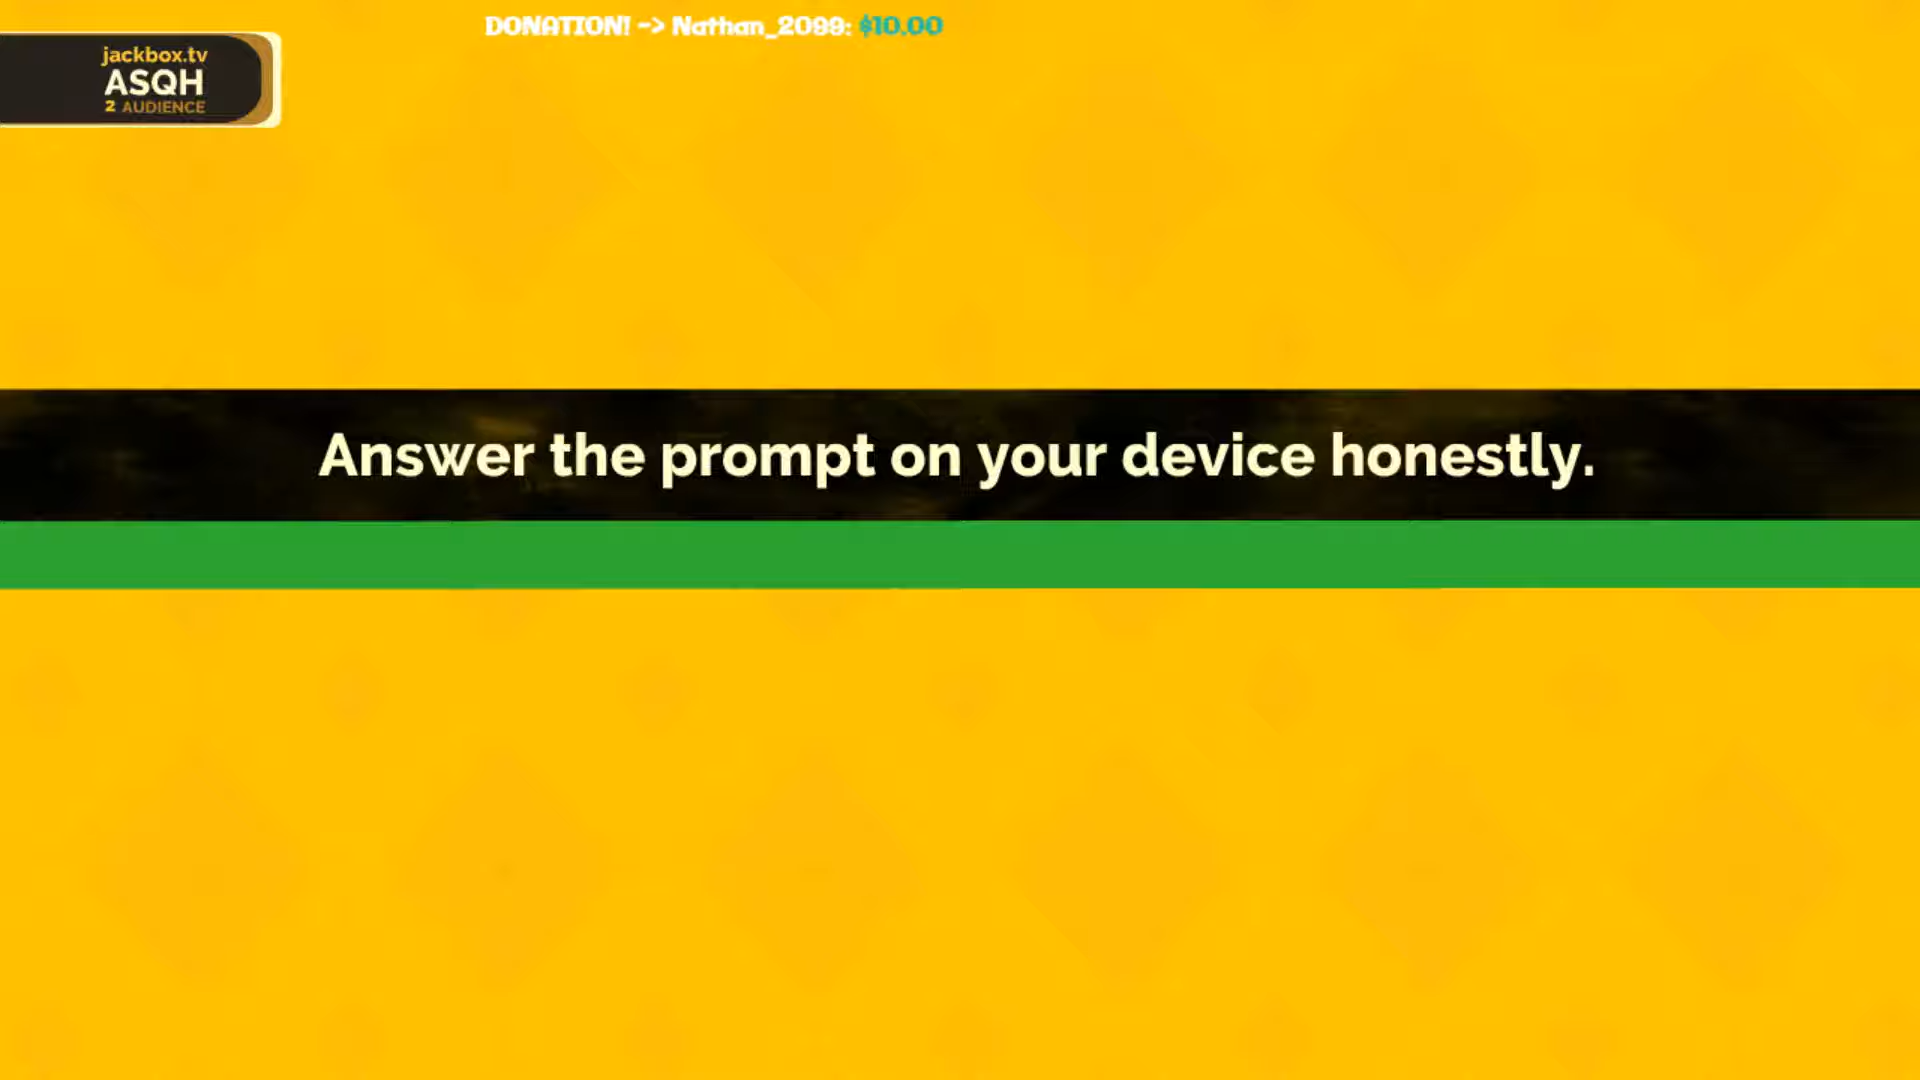 DONATION! -> Nathan_2099: $10.00
jackbox.tv
ASQH
2 AUDIENCE
Answer the prompt on your device honestly.